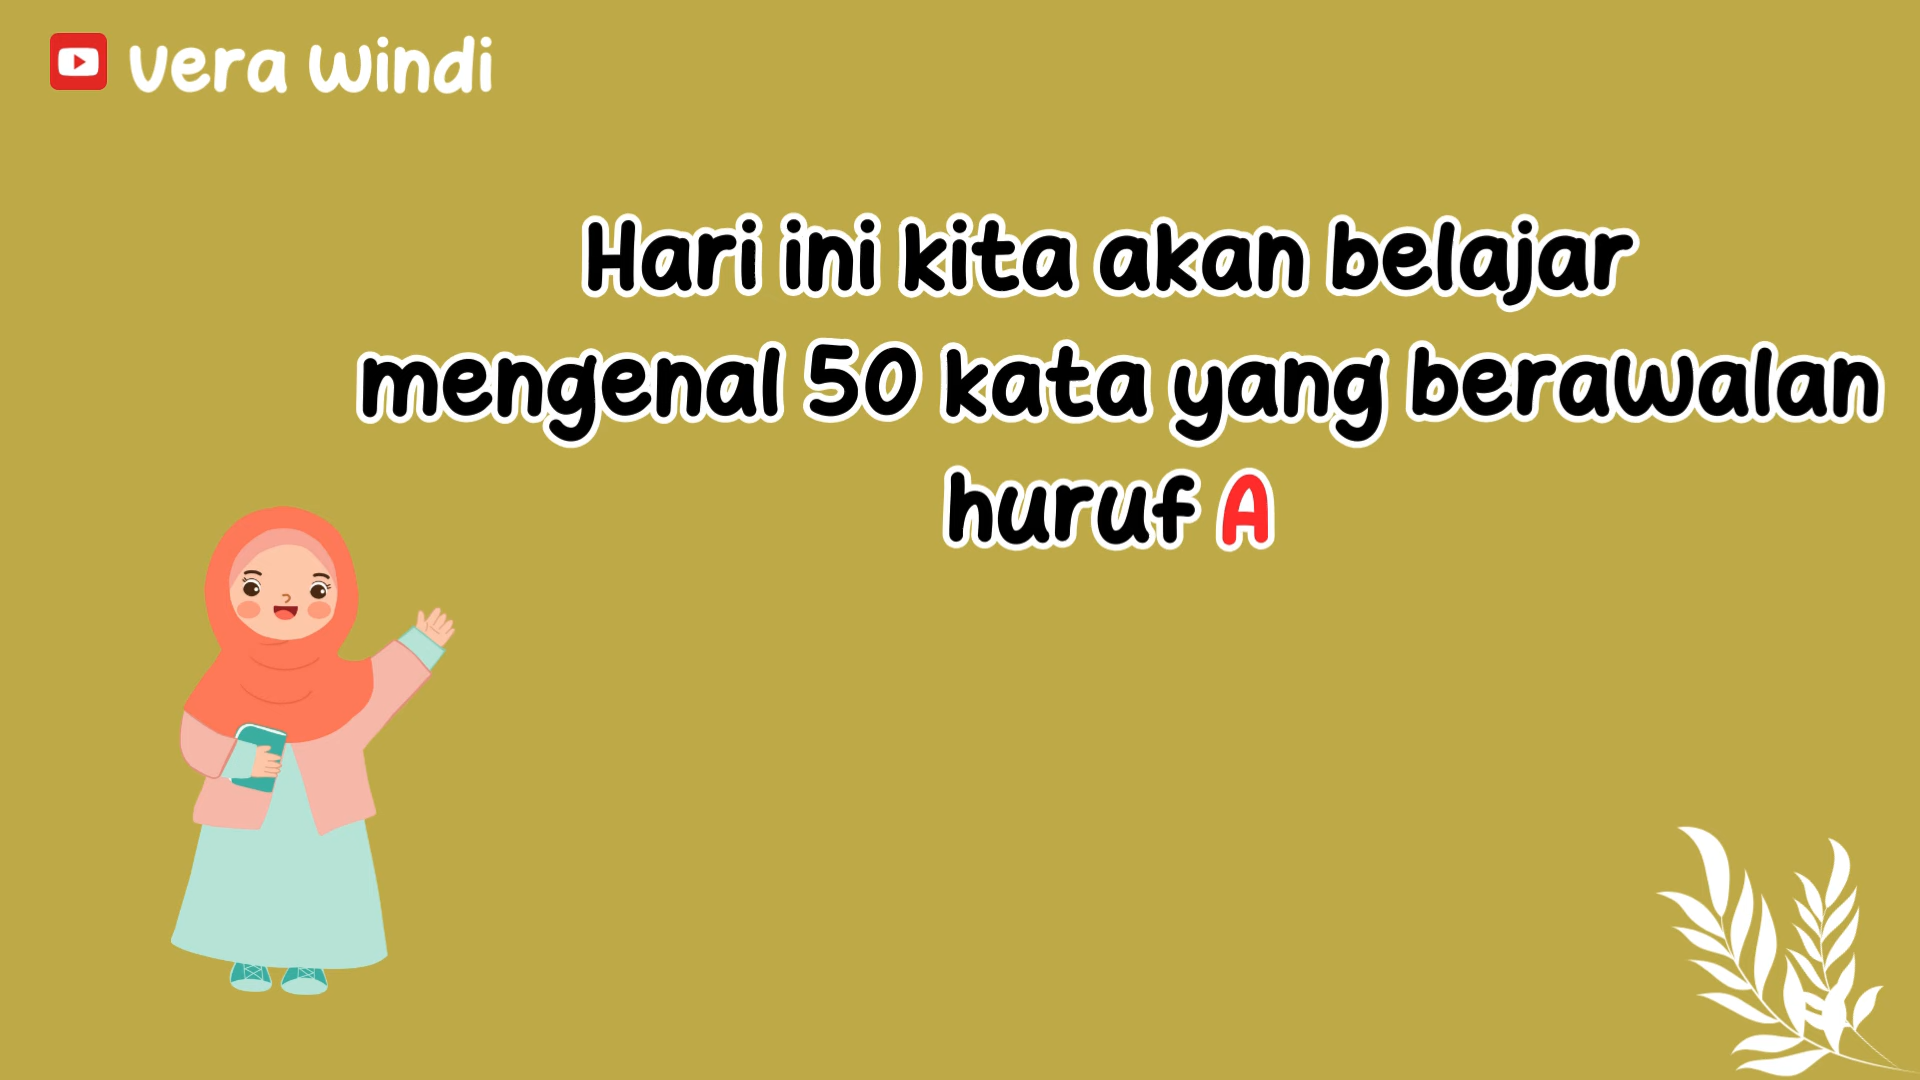 vera windi
Hari ini kita akan belajar
mengenal 50 kata yang berawalan
huruf A